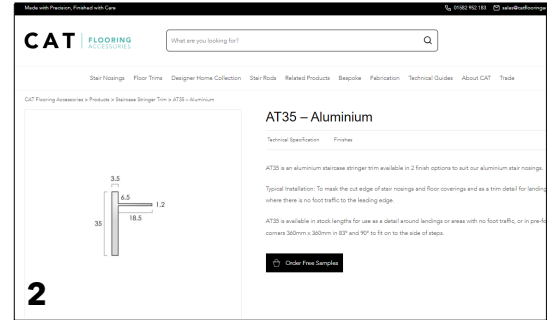 Made with Precision, Finished with Care
01582 952 183
CAT FLOORING ACCESSORIES
What are you looking for?
Stair Nosings Floor Trims Designer Home Collection Stair Rods Related Products Bespoke Fabrication Technical Guides About CAT Trade
CAT Flooring Accessories » Products » Staircase Stringer Trim » AT35 – Aluminium
AT35 – Aluminium
Technical Specification Finishes
AT35 is an aluminium staircase stringer trim available in 2 finish options to suit our aluminium stair nosings.
Typical Installation: To mask the cut edge of stair nosings and floor coverings and as a trim detail for landing
where there is no foot traffic to the leading edge.
AT35 is available in stock lengths for use as a detail around landings or areas with no foot traffic, or in pre-fo
corners 360mm x 360mm in 83º and 90º to fit on to the side of steps.
Order Free Samples
3.5
6.5
1.2
18.5
35
2